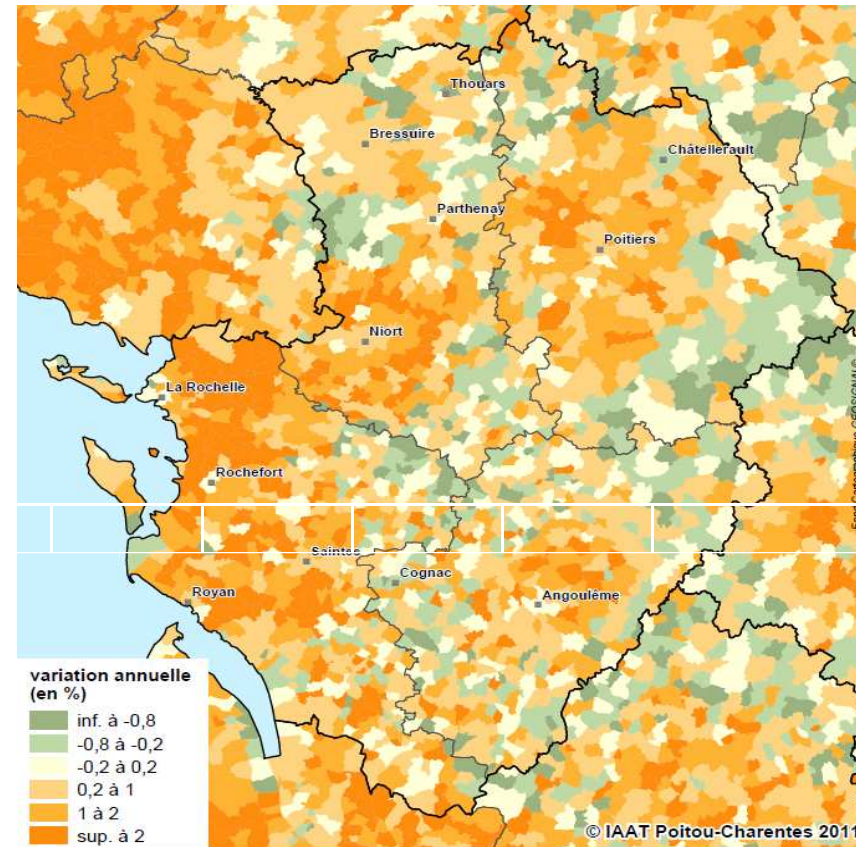 Thouars
Bressuire
Châtellerault
Parthenay
Poitiers
Niort
La Rochelle
Rochefort
Saintes
Cognac
Royan
Angoulême
variation annuelle
(en %)
inf. à -0,8
-0,8 à -0,2
-0,2 à 0,2
0,2 à 1
1 à 2
sup. à 2
© IAAT Poitou-Charentes 2011